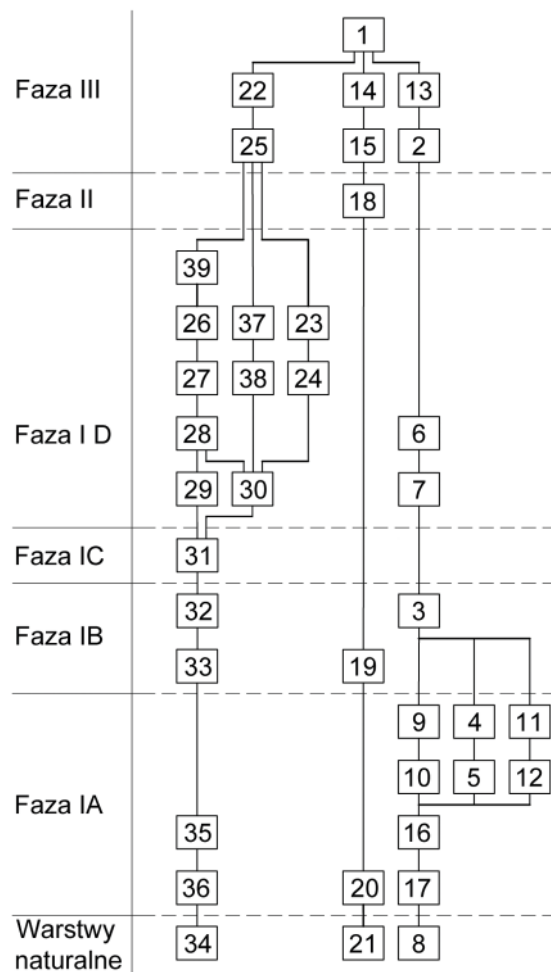 1
Faza III
22 14 13
25 15 2
Faza II
18
39
26 37 23
27 38 24
Faza I D
28 6
29 30 7
Faza IC
31
32 3
Faza IB
33 19
9 4 11
10 5 12
Faza IA
35 16
36 20 17
Warstwy
naturalne
34 21 8